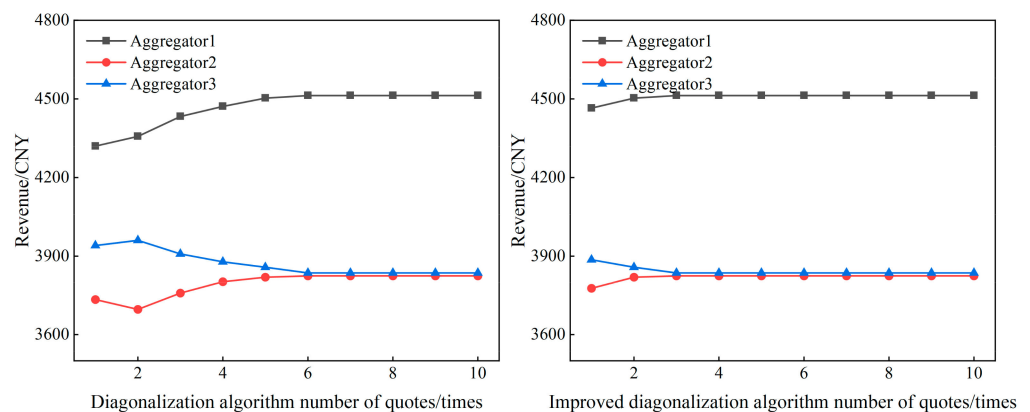 4800
4500
4200
3900
3600
Revenue/CNY
Aggregator1
Aggregator2
Aggregator3
2 4 6 8 10
Diagonalization algorithm number of quotes/times
4800
4500
4200
3900
3600
Revenue/CNY
Aggregator1
Aggregator2
Aggregator3
2 4 6 8 10
Improved diagonalization algorithm number of quotes/times